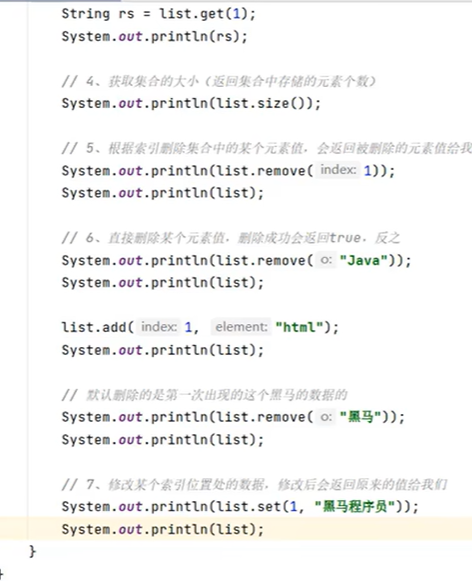 String rs = list.get(1);
System.out.println(rs);
// 4、获取集合的大小（返回集合中存储的元素个数）
System.out.println(list.size());
// 5、根据索引删除集合中的某个元素值，会返回被删除的元素值给我
System.out.println(list.remove( index: 1));
System.out.println(list);
// 6、直接删除某个元素值，删除成功会返回true，反之
System.out.println(list.remove( o: "Java"));
System.out.println(list);
list.add( index: 1, element: "html");
System.out.println(list);
// 默认删除的是第一次出现的这个黑马的数据的
System.out.println(list.remove( o: "黑马"));
System.out.println(list);
// 7、修改某个索引位置处的数据，修改后会返回原来的值给我们
System.out.println(list.set(1, "黑马程序员"));
System.out.println(list);
}
}